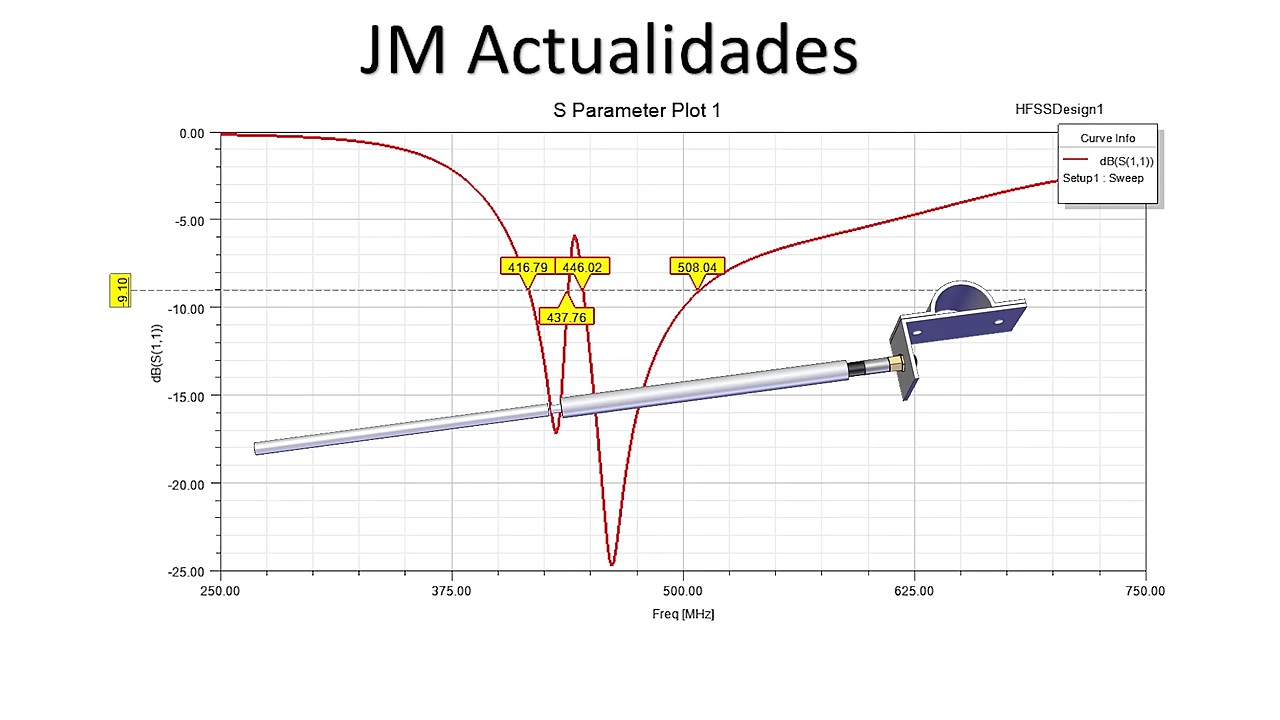 JM Actualidades
S Parameter Plot 1
HFSSDesign1
Curve Info
dB(S(1,1))
Setup1 : Sweep
0.00
-5.00
-10.00
-15.00
-20.00
-25.00
-9.10
dB(S(1,1))
416.79
446.02
508.04
437.76
250.00
375.00
500.00
625.00
750.00
Freq [MHz]